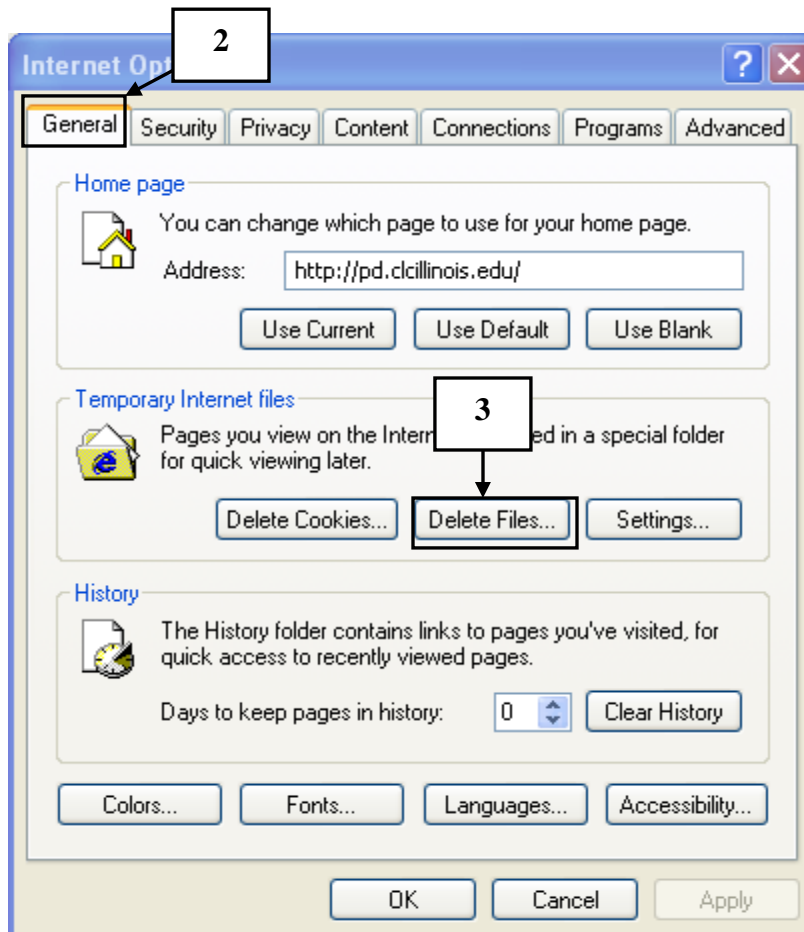 2
Internet Op
General Security Privacy Content Connections Programs Advanced
Home page
You can change which page to use for your home page.
Address: http://pd.clcillinois.edu/
Use Current Use Default Use Blank
Temporary Internet files
3
Pages you view on the Intern ed in a special folder
for quick viewing later.
Delete Cookies... Delete Files... Settings...
History
The History folder contains links to pages you've visited, for
quick access to recently viewed pages.
Days to keep pages in history: 0 Clear History
Colors... Fonts... Languages... Accessibility...
OK Cancel Apply